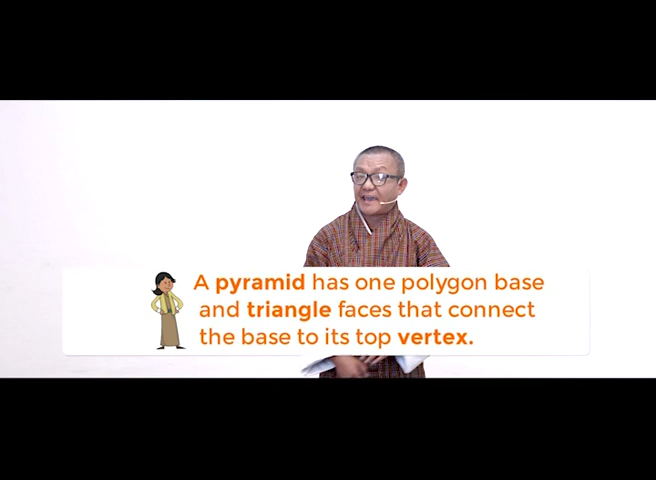 A pyramid has one polygon base
and triangle faces that connect
the base to its top vertex.